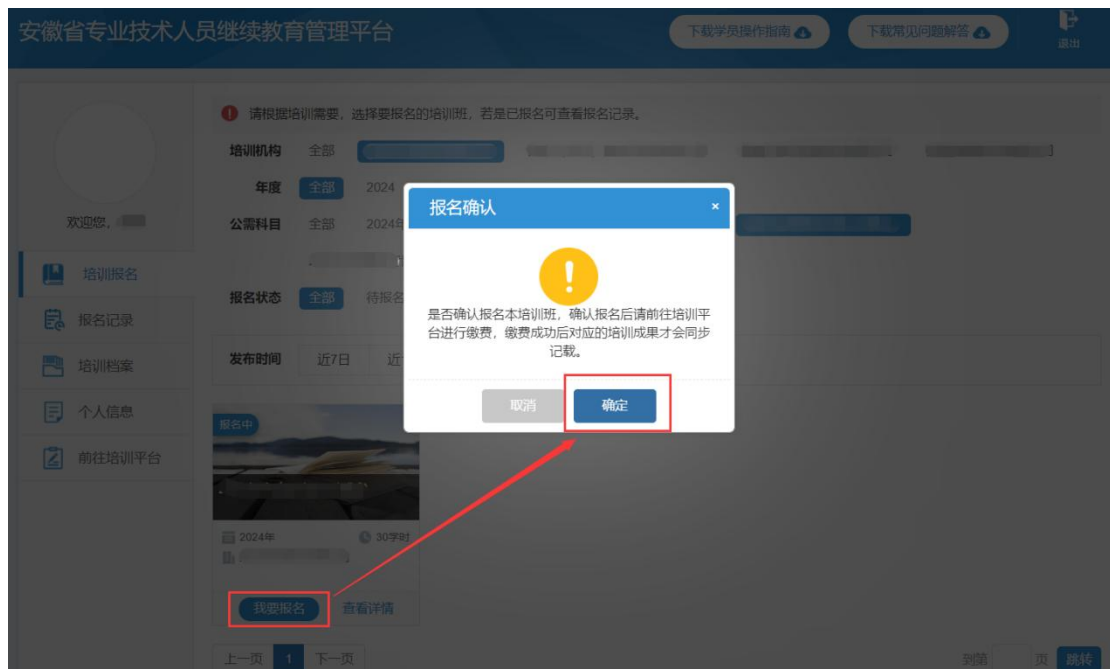 安徽省专业技术人员继续教育管理平台
下载学员操作指南
下载常见问题解答
退出
请根据培训需要，选择要报名的培训班，若是已报名可查看报名记录。
培训机构 全部
年度 全部 2024
欢迎您，
公需科目 全部 2024年
报名状态 全部 待报名
发布时间 近7日 近
培训报名
报名记录
培训档案
个人信息
前往培训平台
报名确认 ×
是否确认报名本培训班，确认报名后请前往培训平
台进行缴费，缴费成功后对应的培训成果才会同步
记载。
取消 确定
报名中
2024年 30学时
我要报名 查看详情
上一页 1 下一页
到第 页 跳转